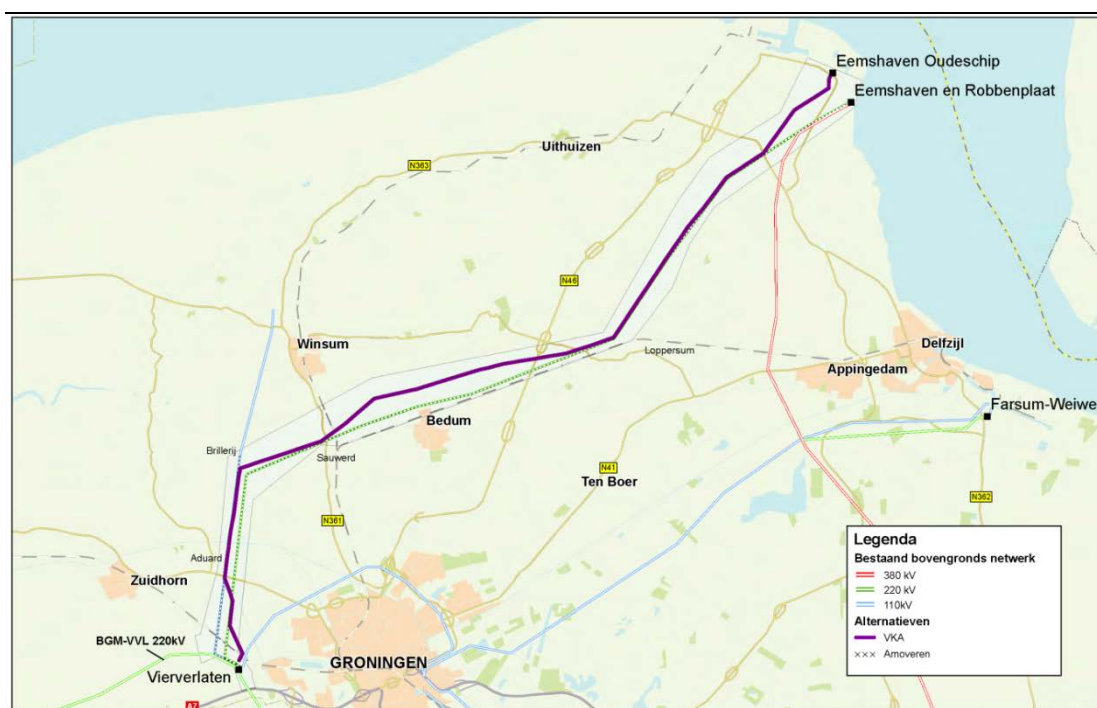 Eemshaven Oudeschip
Eemshaven en Robbenplaat
Uithuizen
N363
N46
Winsum
Loppersum
Delfzijl
Appingedam
Farsum-Weiwe
Bedum
Brillerij
Sauwerd
N41
Ten Boer
N362
N361
Aduard
Zuidhorn
BGM-VVL 220kV
GRONINGEN
Vierverlaten
A7
Legenda
Bestaand bovengronds netwerk
380 kV
220 kV
110kV
Alternatieven
VKA
Amoveren